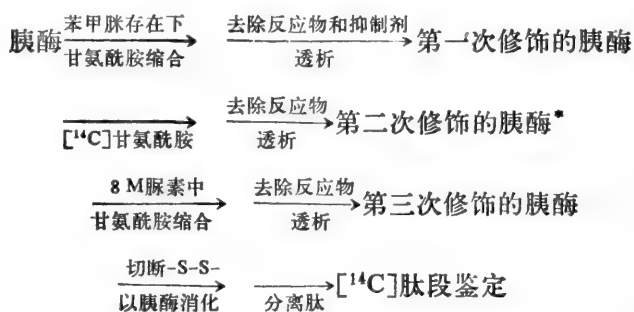 苯甲脒存在下 去除反应物和抑制剂
胰酶 ⟶ ⟶ 第一次修饰的胰酶
甘氨酰胺缩合 透析
去除反应物
⟶ ⟶ 第二次修饰的胰酶*
[¹⁴C]甘氨酰胺 透析
8 M脲素中 去除反应物
⟶ ⟶ 第三次修饰的胰酶
甘氨酰胺缩合 透析
切断-S-S-
⟶ ⟶ [¹⁴C]肽段鉴定
以胰酶消化 分离肽